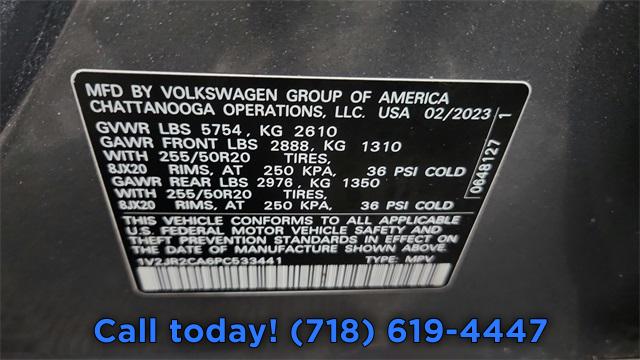 MFD BY VOLKSWAGEN GROUP OF AMERICA
CHATTANOOGA OPERATIONS, LLC. USA 02/2023
GVWR LBS 5754, KG 2610
GAWR FRONT LBS 2888, KG 1310
WITH 255/50R20 TIRES,
8JX20 RIMS, AT 250 KPA, 36 PSI COLD
GAWR REAR LBS 2976, KG 1350
WITH 255/50R20 TIRES,
8JX20 RIMS, AT 250 KPA, 36 PSI COLD
THIS VEHICLE CONFORMS TO ALL APPLICABLE
U.S. FEDERAL MOTOR VEHICLE SAFETY AND
THEFT PREVENTION STANDARDS IN EFFECT ON
THE DATE OF MANUFACTURE SHOWN ABOVE.
1V2JR2CA6PC533441 TYPE: MPV
0648127 1
Call today! (718) 619-4447